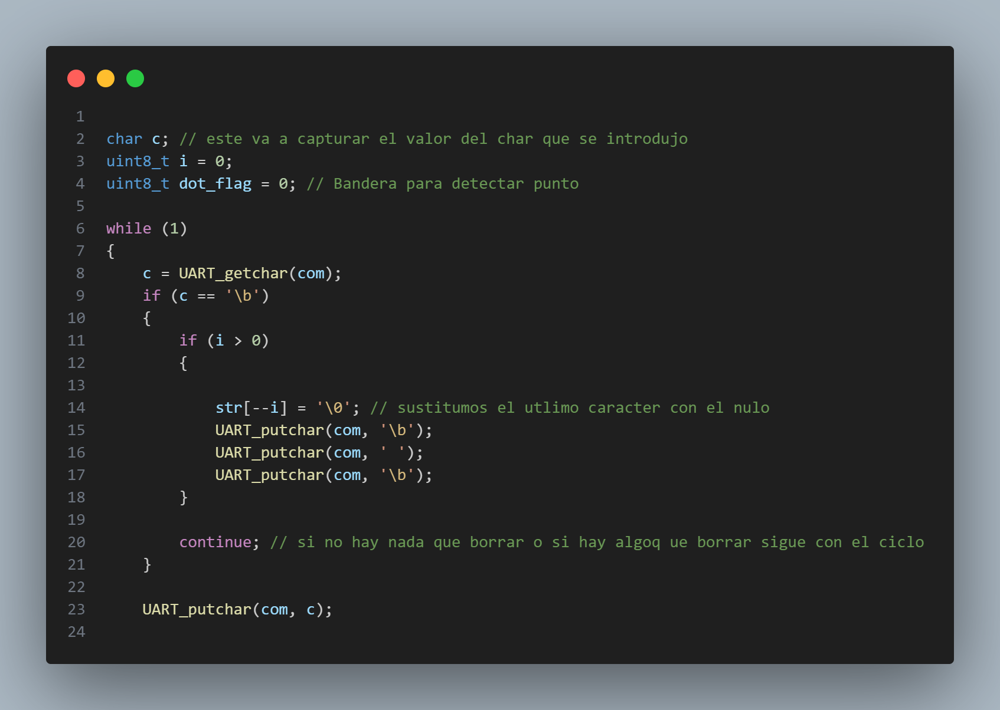 1
2 char c; // este va a capturar el valor del char que se introdujo
3 uint8_t i = 0;
4 uint8_t dot_flag = 0; // Bandera para detectar punto
5
6 while (1)
7 {
8     c = UART_getchar(com);
9     if (c == '\b')
10     {
11         if (i > 0)
12         {
13
14             str[--i] = '\0'; // sustitumos el utlimo caracter con el nulo
15             UART_putchar(com, '\b');
16             UART_putchar(com, ' ');
17             UART_putchar(com, '\b');
18         }
19
20         continue; // si no hay nada que borrar o si hay algoq ue borrar sigue con el ciclo
21     }
22
23     UART_putchar(com, c);
24